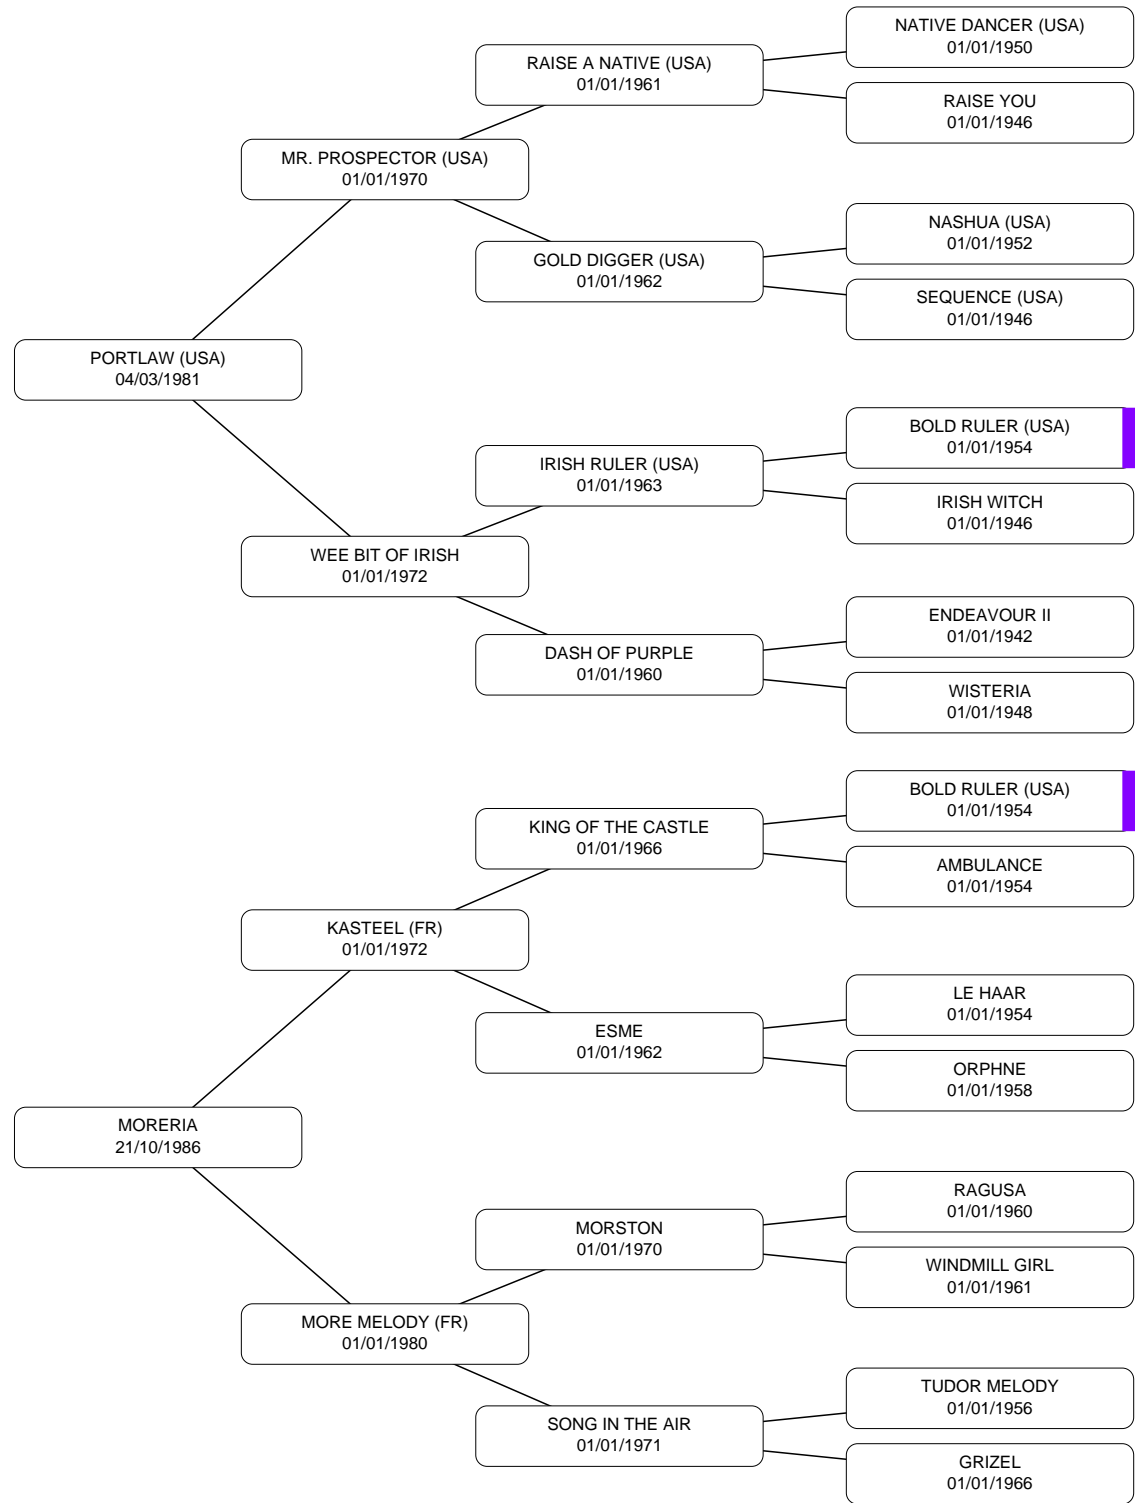 NATIVE DANCER (USA)
01/01/1950
RAISE A NATIVE (USA)
01/01/1961
RAISE YOU
01/01/1946
MR. PROSPECTOR (USA)
01/01/1970
NASHUA (USA)
01/01/1952
GOLD DIGGER (USA)
01/01/1962
SEQUENCE (USA)
01/01/1946
PORTLAW (USA)
04/03/1981
BOLD RULER (USA)
01/01/1954
IRISH RULER (USA)
01/01/1963
IRISH WITCH
01/01/1946
WEE BIT OF IRISH
01/01/1972
ENDEAVOUR II
01/01/1942
DASH OF PURPLE
01/01/1960
WISTERIA
01/01/1948
BOLD RULER (USA)
01/01/1954
KING OF THE CASTLE
01/01/1966
AMBULANCE
01/01/1954
KASTEEL (FR)
01/01/1972
LE HAAR
01/01/1954
ESME
01/01/1962
ORPHNE
01/01/1958
MORERIA
21/10/1986
RAGUSA
01/01/1960
MORSTON
01/01/1970
WINDMILL GIRL
01/01/1961
MORE MELODY (FR)
01/01/1980
TUDOR MELODY
01/01/1956
SONG IN THE AIR
01/01/1971
GRIZEL
01/01/1966